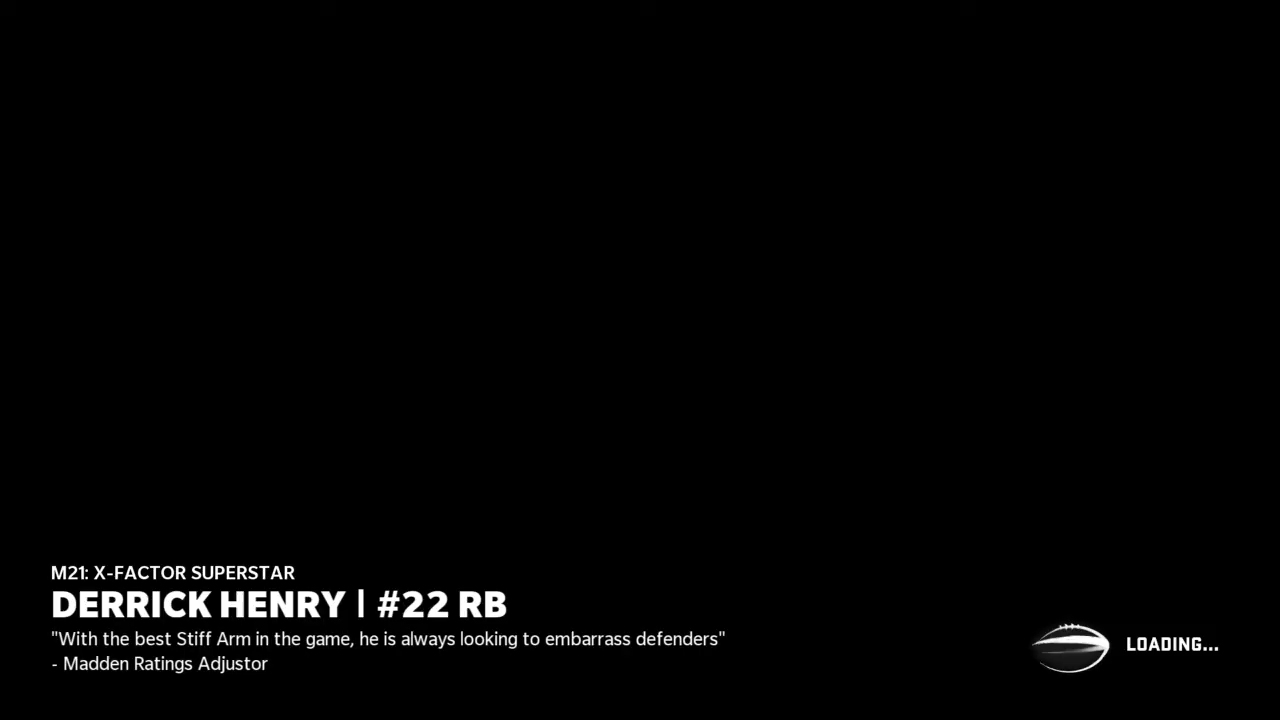 M21: X-FACTOR SUPERSTAR
DERRICK HENRY | #22 RB
"With the best Stiff Arm in the game, he is always looking to embarrass defenders"
- Madden Ratings Adjustor
LOADING...